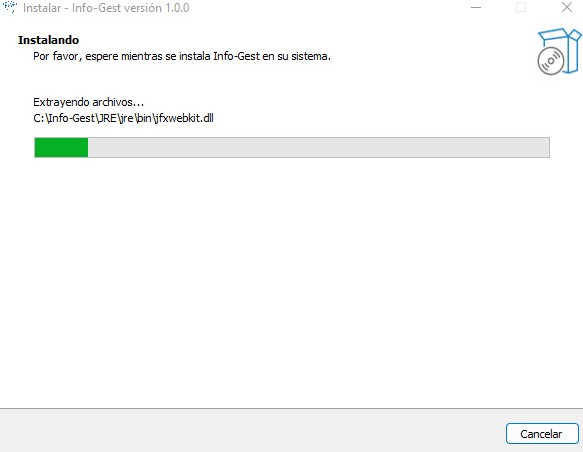 Instalar - Info-Gest versión 1.0.0
Instalando
Por favor, espere mientras se instala Info-Gest en su sistema.
Extrayendo archivos...
C:\Info-Gest\JRE\jre\bin\jfxwebkit.dll
Cancelar